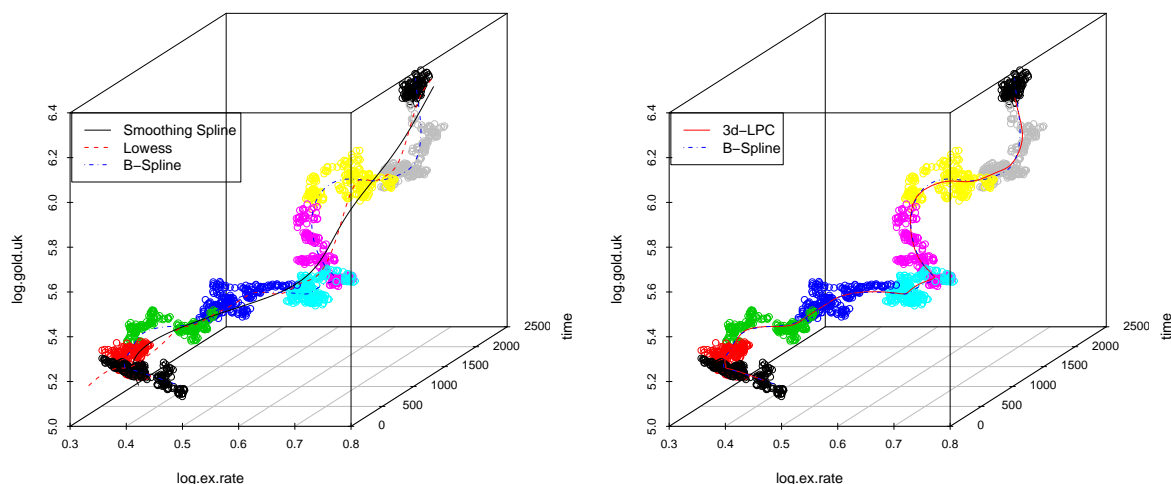 6.4
6.2
6.0
5.8
5.6
5.4
5.2
5.0
log.gold.uk
Smoothing Spline
Lowess
B−Spline
0.3 0.4 0.5 0.6 0.7 0.8
log.ex.rate
0
500
1000
1500
2000
2500
time
6.4
6.2
6.0
5.8
5.6
5.4
5.2
5.0
log.gold.uk
3d−LPC
B−Spline
0.3 0.4 0.5 0.6 0.7 0.8
log.ex.rate
0
500
1000
1500
2000
2500
time